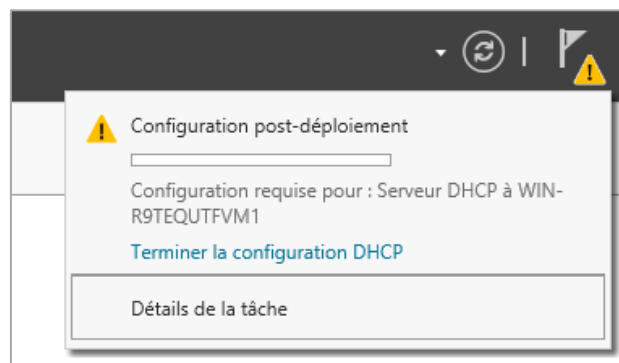 Configuration post-déploiement
Configuration requise pour : Serveur DHCP à WIN-
R9TEQUTFVM1
Terminer la configuration DHCP
Détails de la tâche